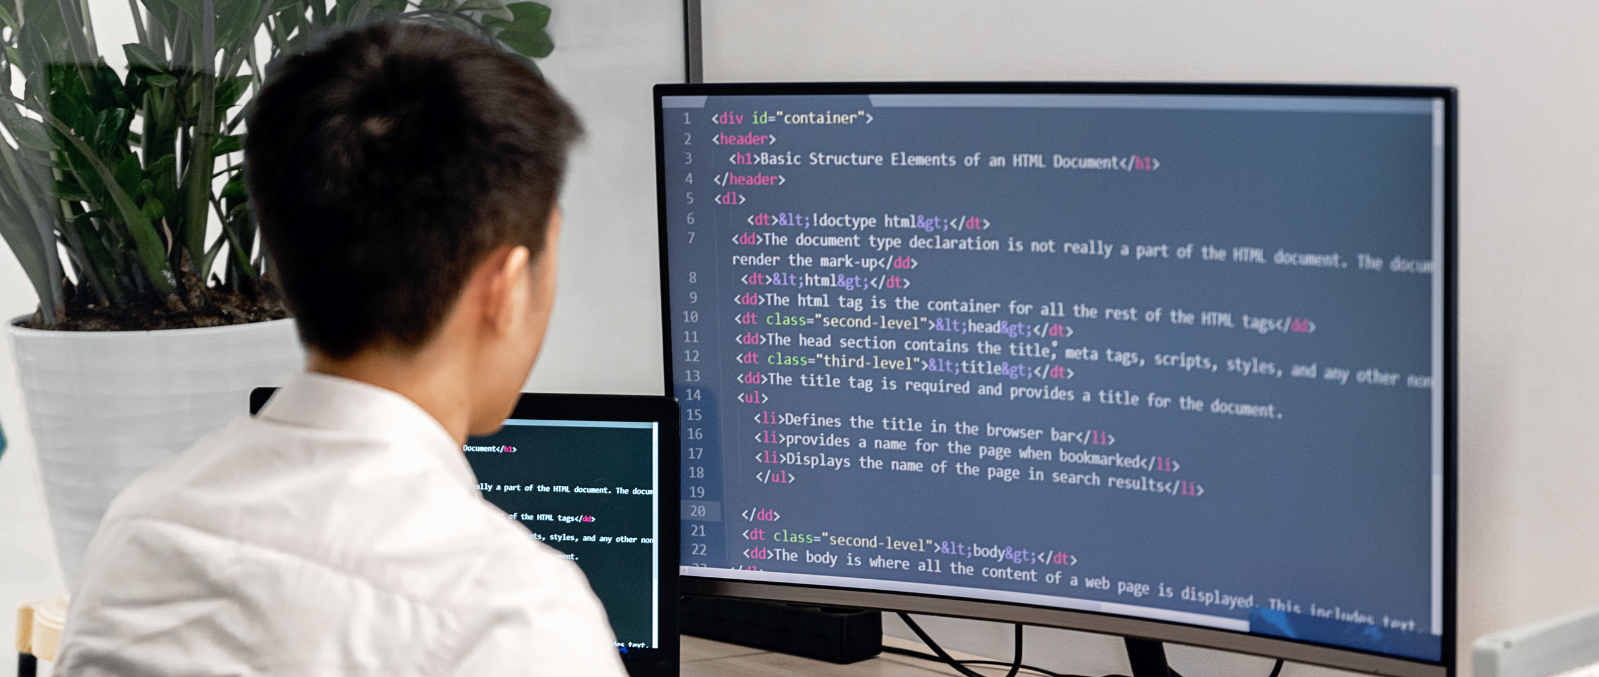 1 <div id="container">
2 <header>
3 <h1>Basic Structure Elements of an HTML Document</h1>
4 </header>
5 <dl>
6 <dt>&lt;!doctype html&gt;</dt>
7 <dd>The document type declaration is not really a part of the HTML document. The docum
render the mark-up</dd>
8 <dt>&lt;html&gt;</dt>
9 <dd>The html tag is the container for all the rest of the HTML tags</dd>
10 <dt class="second-level">&lt;head&gt;</dt>
11 <dd>The head section contains the title, meta tags, scripts, styles, and any other non
12 <dt class="third-level">&lt;title&gt;</dt>
13 <dd>The title tag is required and provides a title for the document.
14 <ul>
15 <li>Defines the title in the browser bar</li>
16 <li>provides a name for the page when bookmarked</li>
17 <li>Displays the name of the page in search results</li>
18 </ul>
19
20 </dd>
21 <dt class="second-level">&lt;body&gt;</dt>
22 <dd>The body is where all the content of a web page is displayed. This includes text,
Document</h1>
ally a part of the HTML document. The docum
of the HTML tags</dd>
ts, styles, and any other non
ent.
des text,